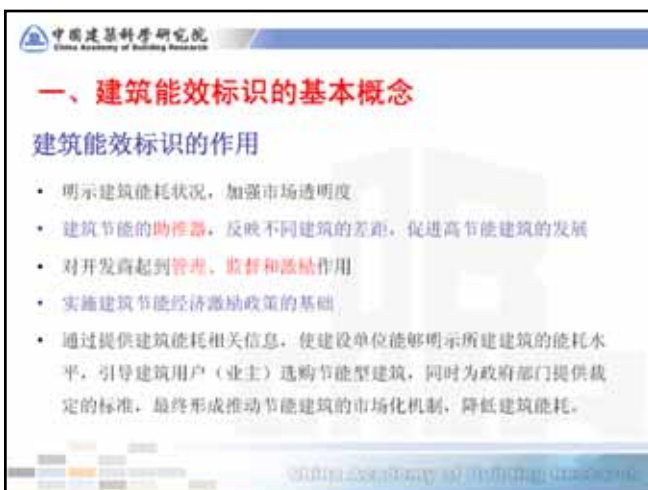 中国建筑科学研究院
China Academy of Building Research
一、建筑能效标识的基本概念
建筑能效标识的作用
• 明示建筑能耗状况，加强市场透明度
• 建筑节能的助推器，反映不同建筑的差距，促进高节能建筑的发展
• 对开发商起到管理、监督和激励作用
• 实施建筑节能经济激励政策的基础
• 通过提供建筑能耗相关信息，使建设单位能够明示所建建筑的能耗水
平，引导建筑用户（业主）选购节能型建筑，同时为政府部门提供裁
定的标准，最终形成推动节能建筑的市场化机制，降低建筑能耗。